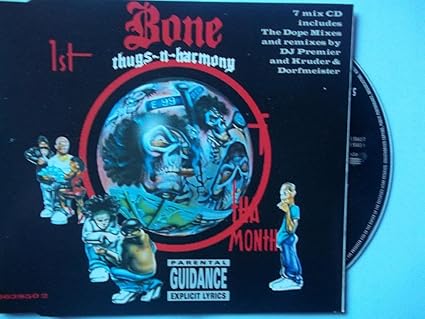 Bone
thugs-n-harmony
1st
7 mix CD
includes
The Dope Mixes
and remixes by
DJ Premier
and Kruder &
Dorfmeister
E 99
Tha
MONTH
PARENTAL
GUIDANCE
EXPLICIT LYRICS